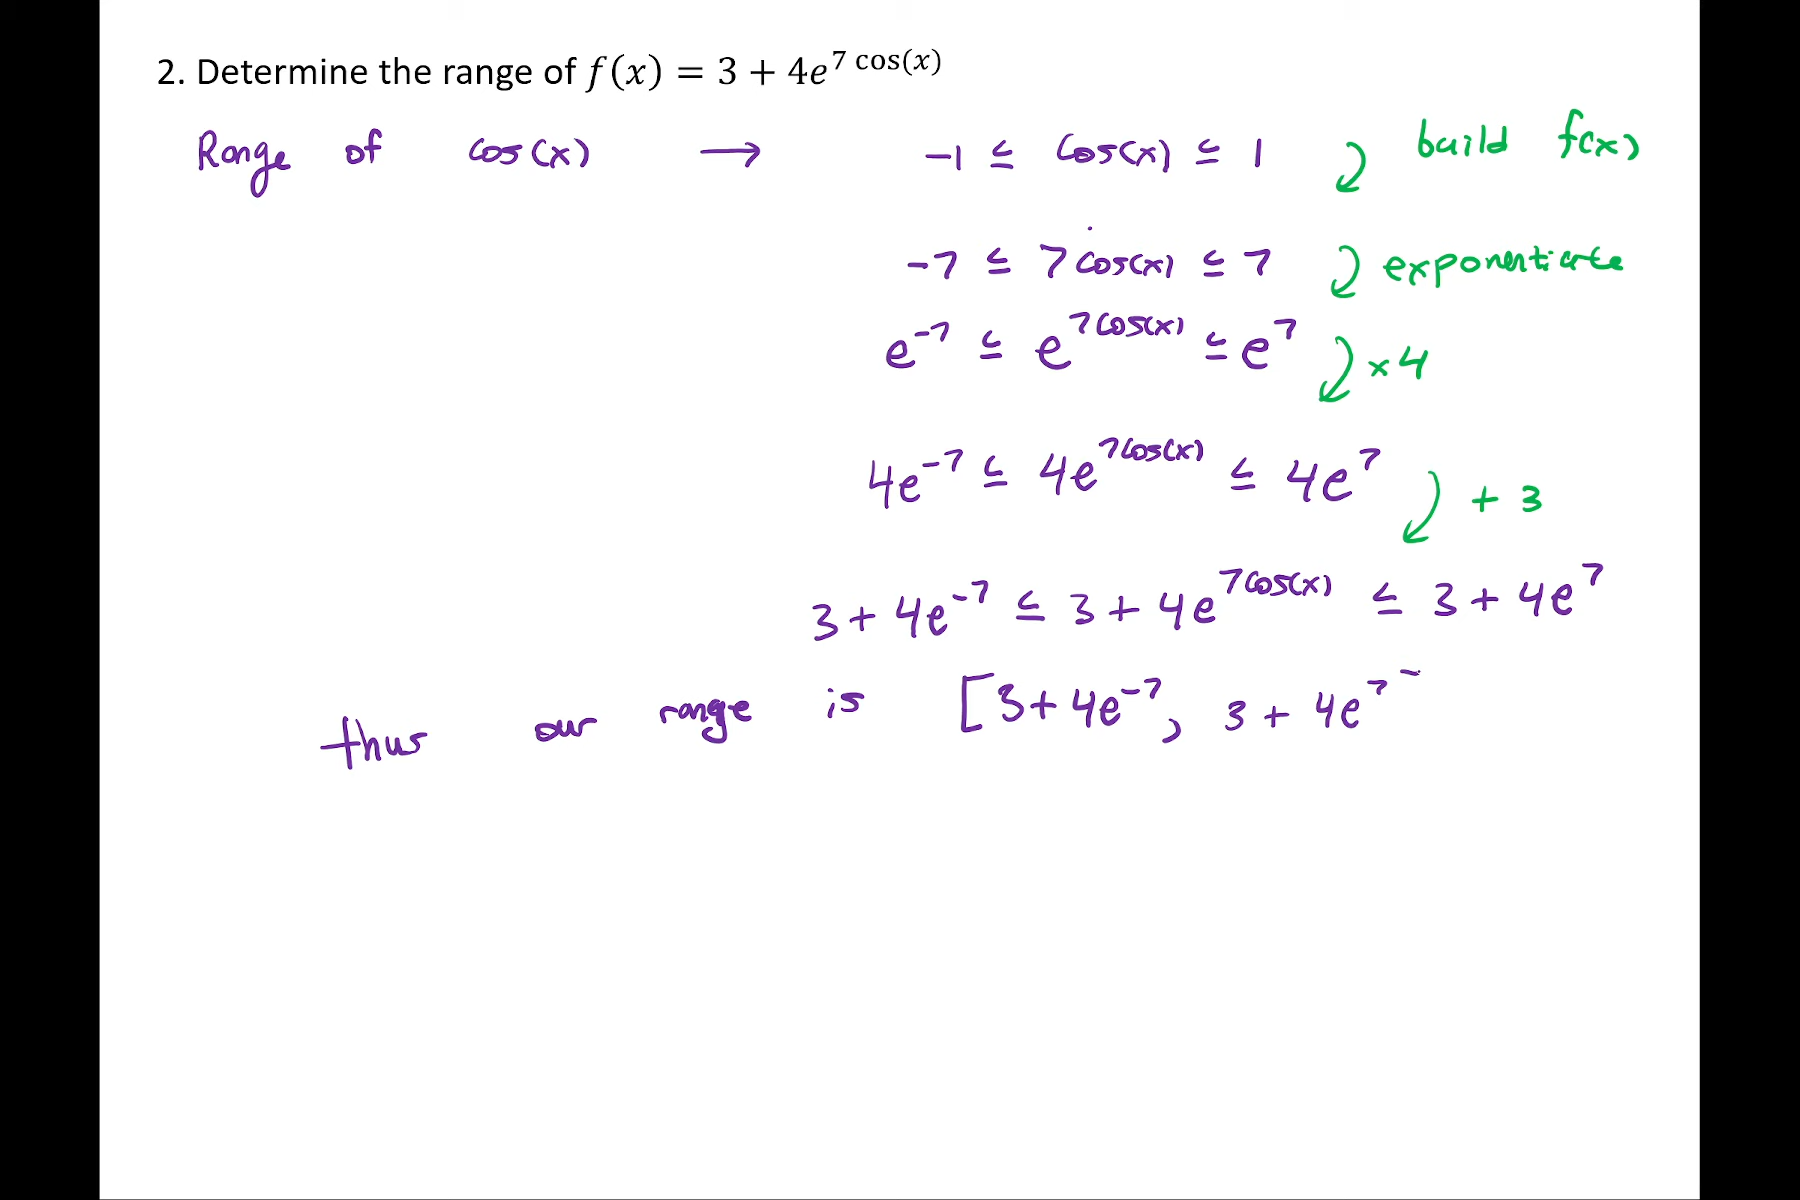 2. Determine the range of f(x) = 3 + 4e^{7 cos(x)}
Range of cos(x) → -1 ≤ cos(x) ≤ 1 build f(x)
-7 ≤ 7cos(x) ≤ 7 exponentiate
e^{-7} ≤ e^{7cos(x)} ≤ e^7 ×4
4e^{-7} ≤ 4e^{7cos(x)} ≤ 4e^7 + 3
3 + 4e^{-7} ≤ 3 + 4e^{7cos(x)} ≤ 3 + 4e^7
thus our range is [3+4e^{-7}, 3 + 4e^7